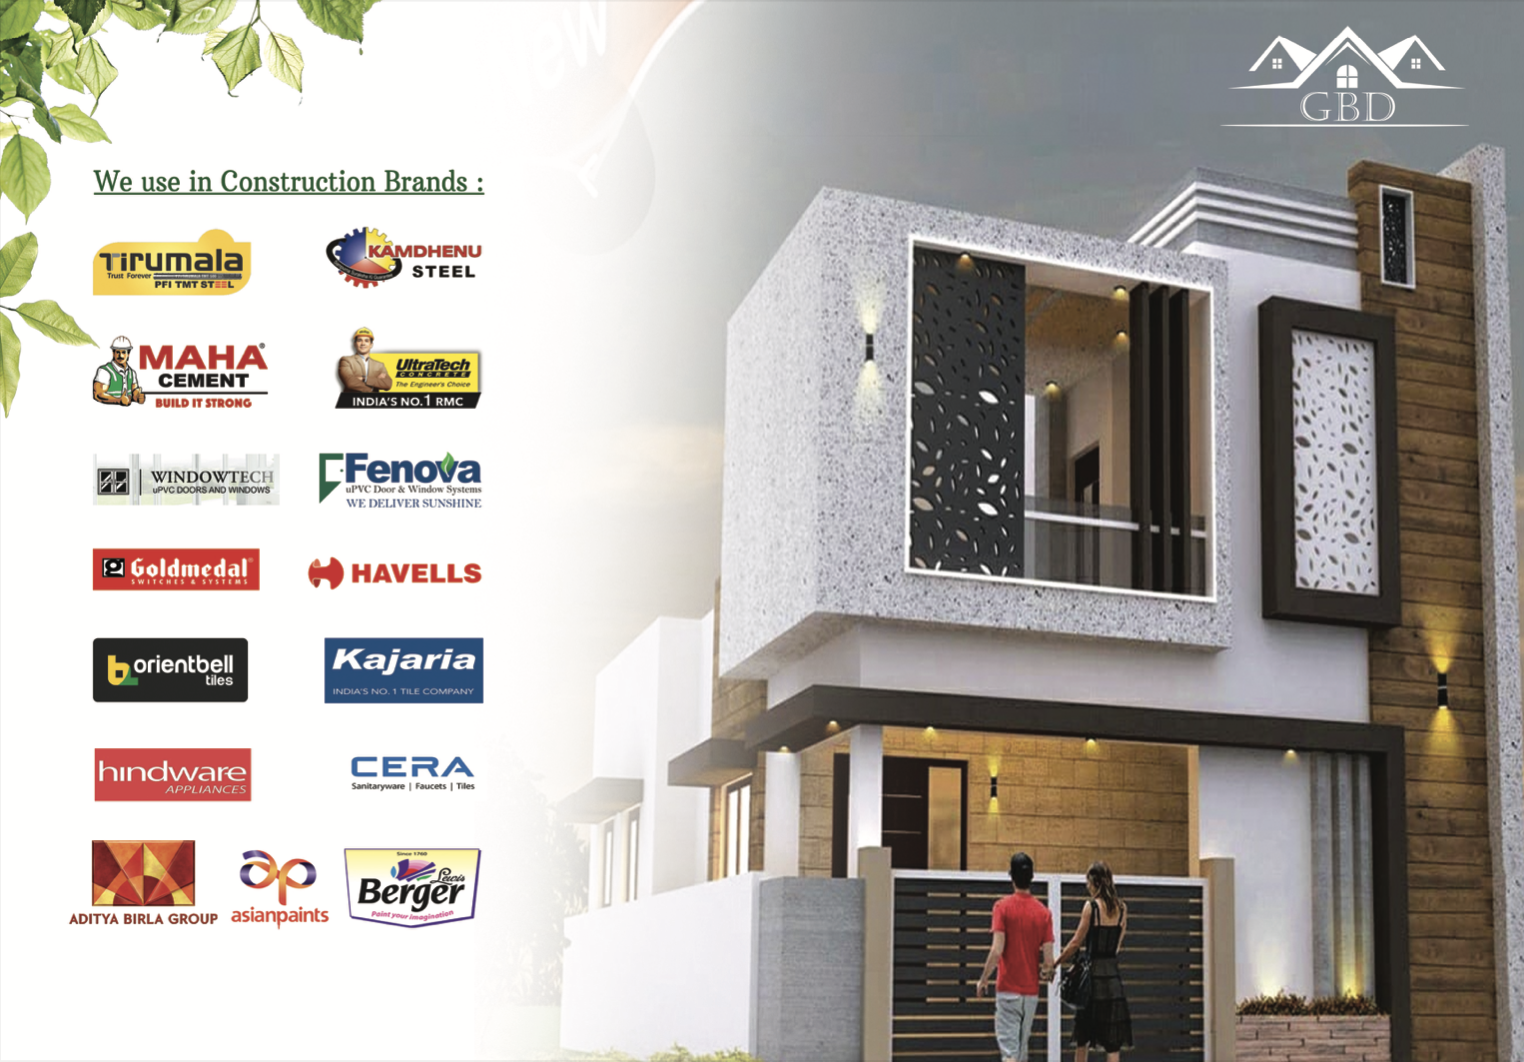 ew
GBD
We use in Construction Brands :
Tirumala
Trust Forever
PFI TMT STEEL
KAMDHENU
STEEL
MAHA®
CEMENT
BUILD IT STRONG
UltraTech
CONCRETE
The Engineer's Choice
INDIA'S NO.1 RMC
WINDOWTECH
uPVC DOORS AND WINDOWS
Fenova
uPVC Door & Window Systems
WE DELIVER SUNSHINE
Goldmedal®
SWITCHES & SYSTEMS
HAVELLS
orientbell
tiles
Kajaria
INDIA'S NO. 1 TILE COMPANY
hindware
APPLIANCES
CERA
Sanitaryware | Faucets | Tiles
ADITYA BIRLA GROUP
ap
asianpaints
Since 1760
Lewis
Berger
Paint your imagination